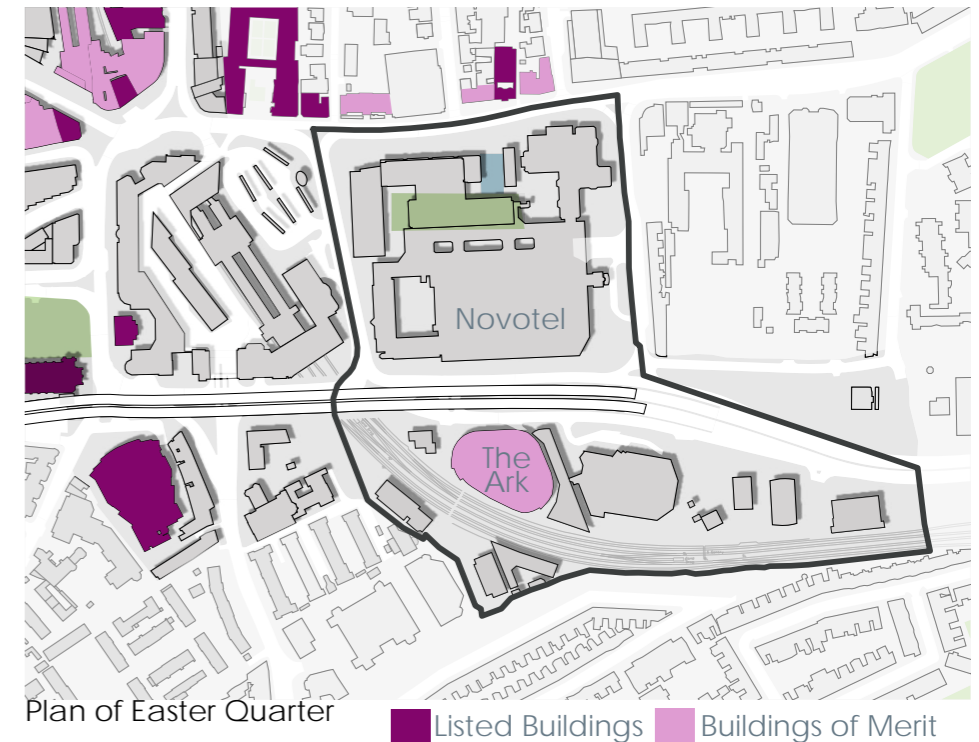 Novotel
The
Ark
Plan of Easter Quarter
Listed Buildings
Buildings of Merit